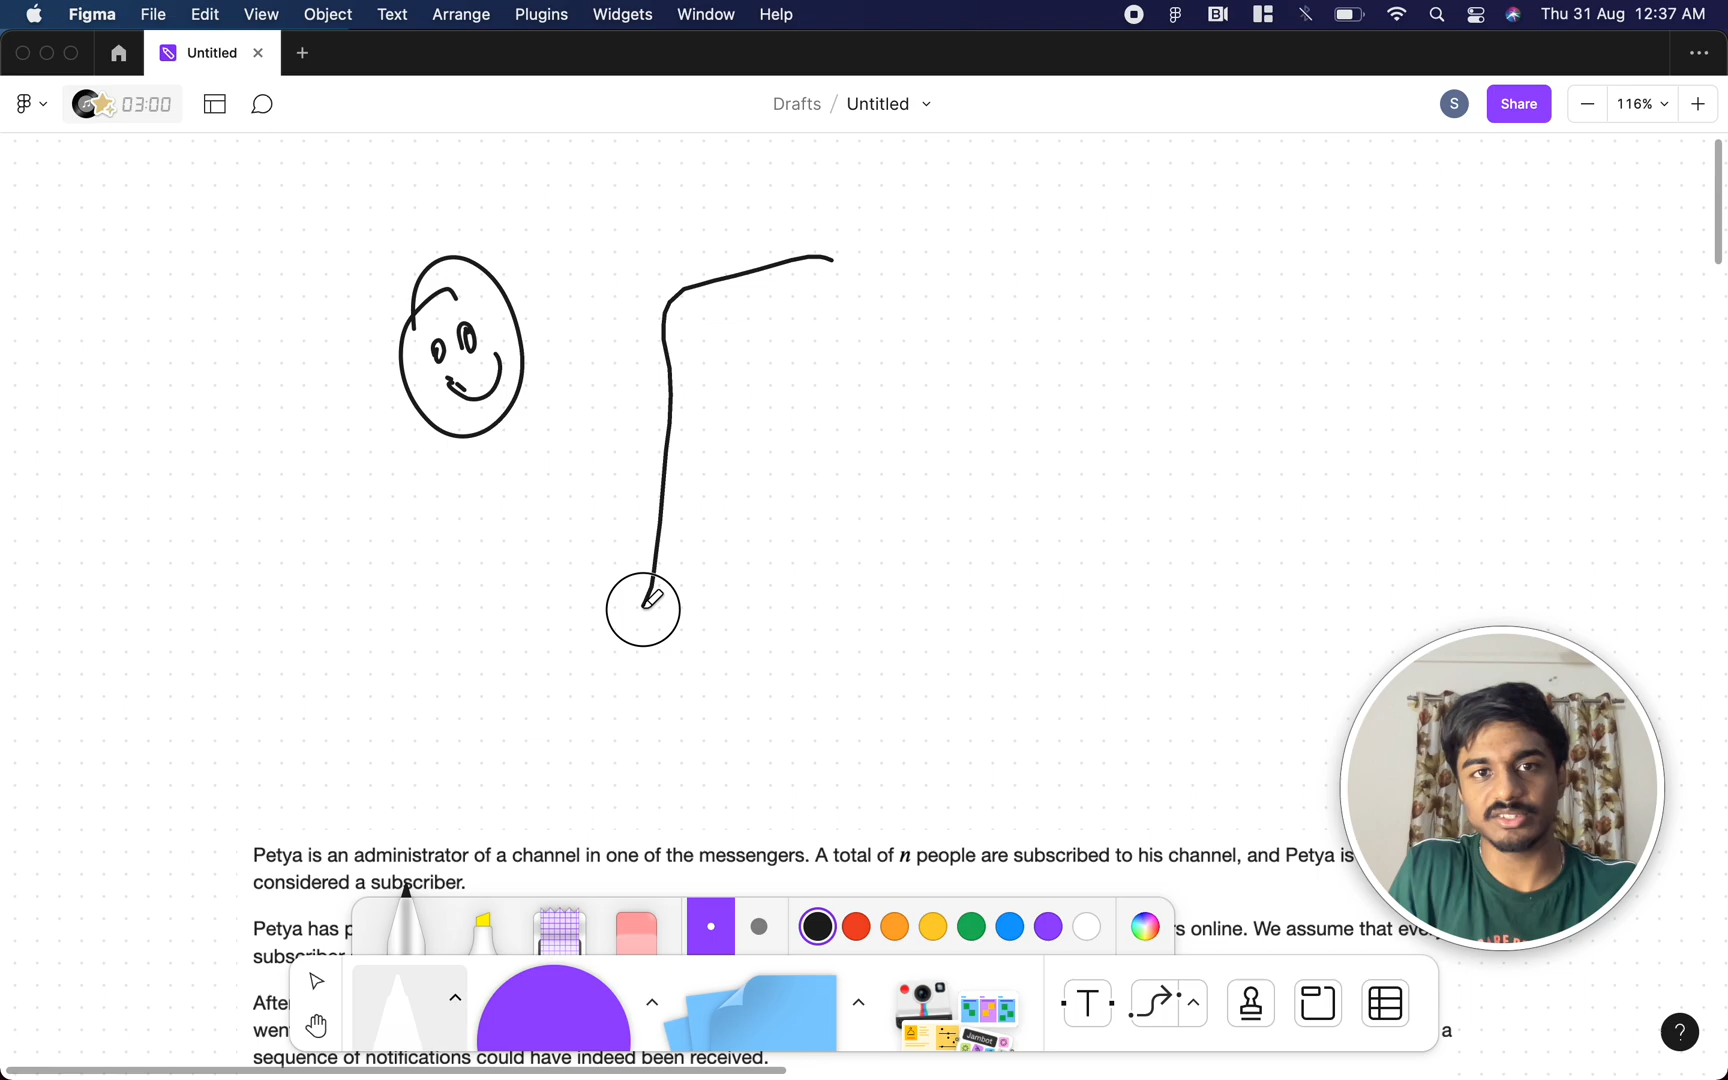 Figma File Edit View Object Text Arrange Plugins Widgets Window Help Thu 31 Aug 12:37 AM
Untitled
03:00 Drafts / Untitled S Share 116%
Petya is an administrator of a channel in one of the messengers. A total of n people are subscribed to his channel, and Petya is
considered a subscriber.
Petya has s online. We assume that
After
went a
sequence of notifications could have indeed been received.
T
Jambot
?